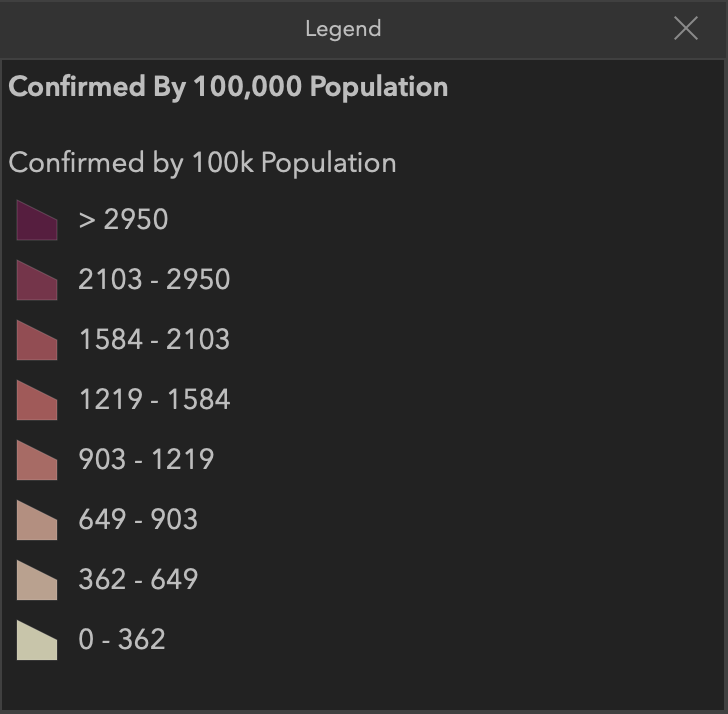 Legend
Confirmed By 100,000 Population
Confirmed by 100k Population
> 2950
2103 - 2950
1584 - 2103
1219 - 1584
903 - 1219
649 - 903
362 - 649
0 - 362